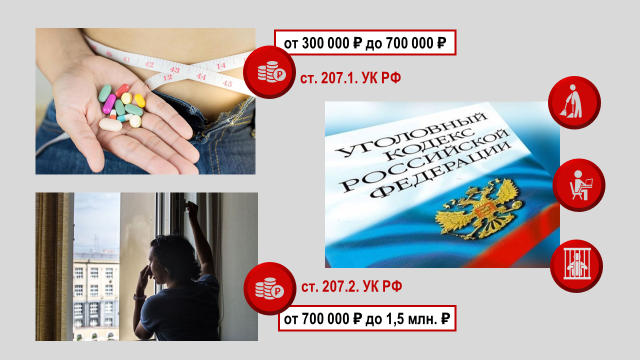 от 300 000 ₽ до 700 000 ₽
ст. 207.1. УК РФ
УГОЛОВНЫЙ
КОДЕКС
РОССИЙСКОЙ
ФЕДЕРАЦИИ
ст. 207.2. УК РФ
от 700 000 ₽ до 1,5 млн. ₽